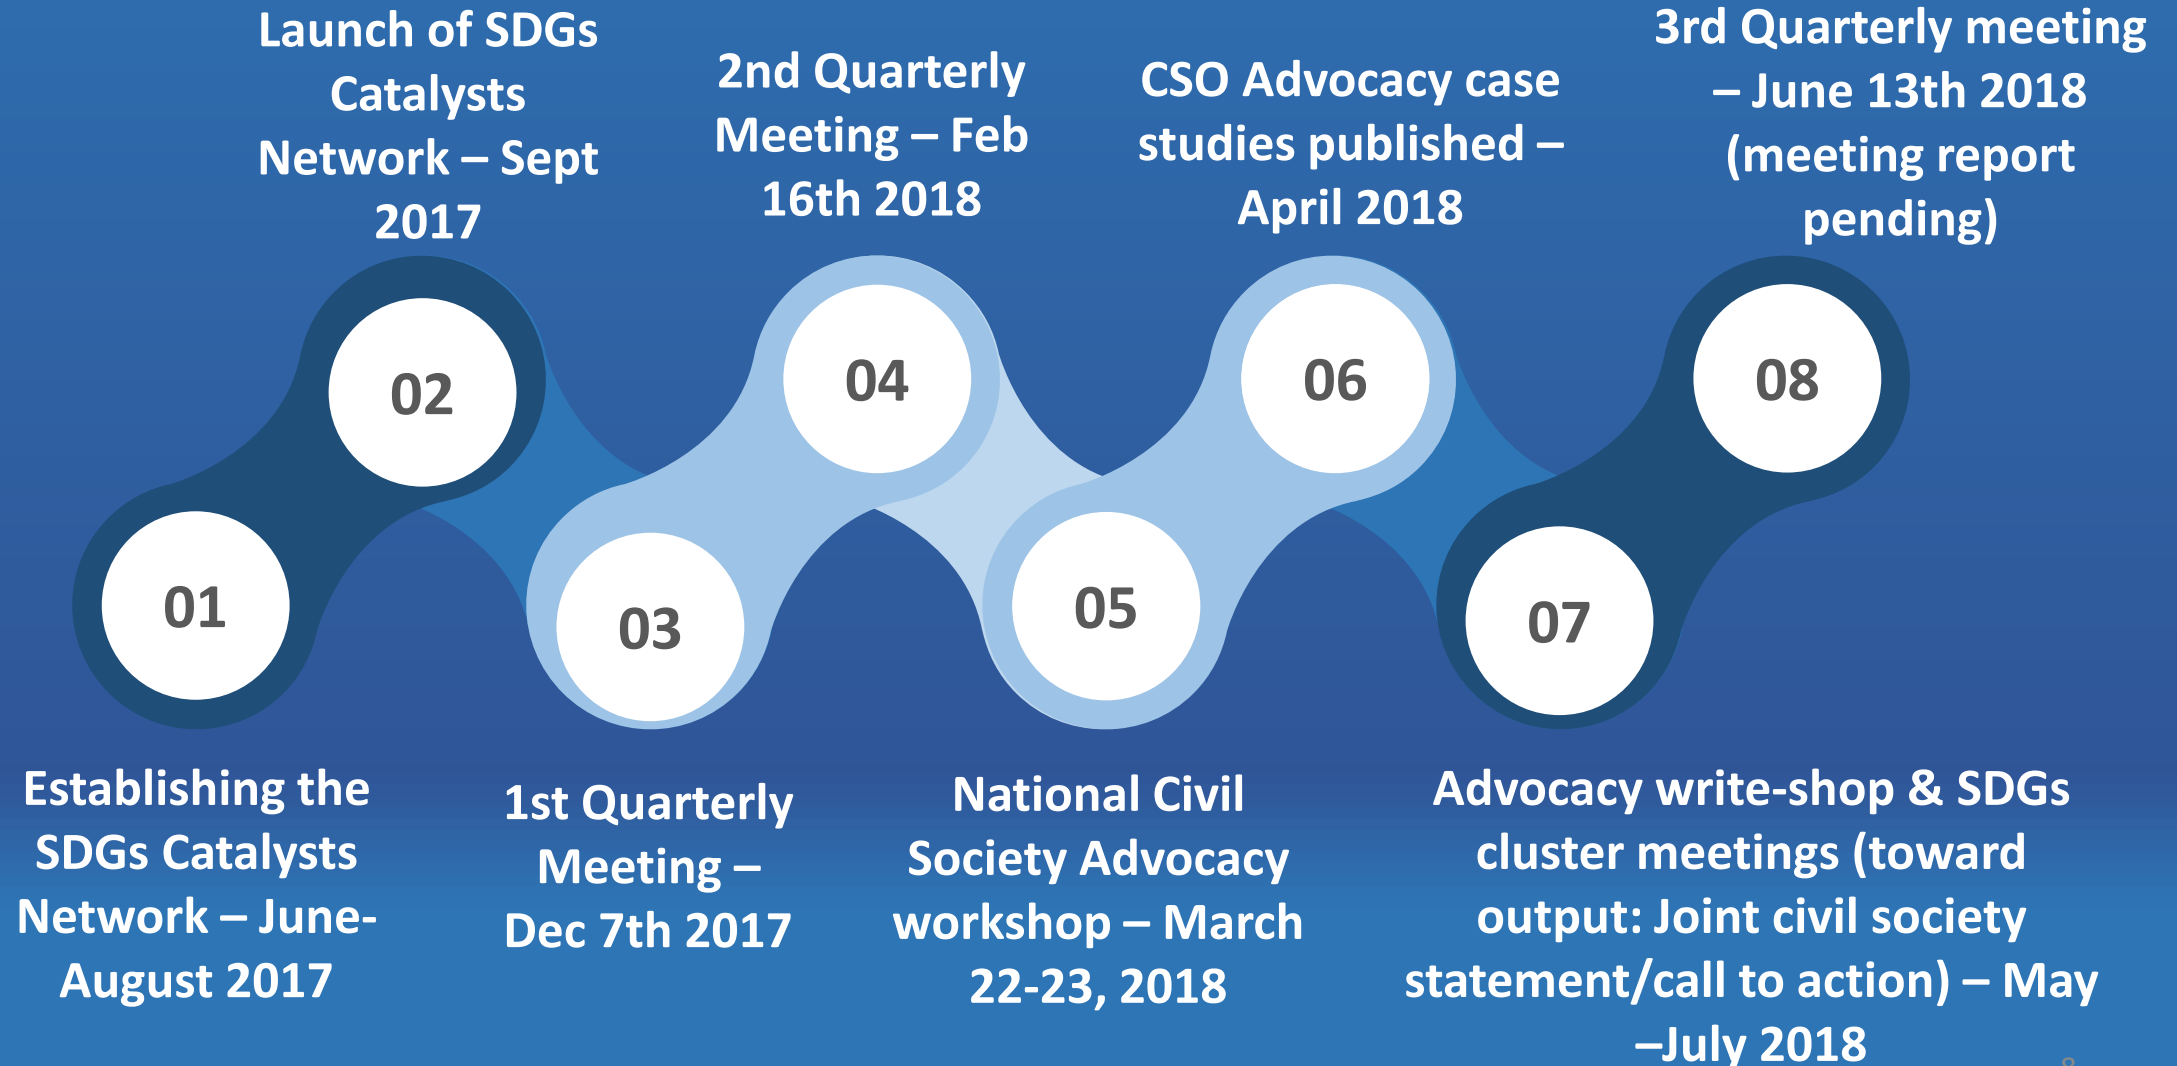 Launch of SDGs
Catalysts
Network – Sept
2017
2nd Quarterly
Meeting – Feb
16th 2018
CSO Advocacy case
studies published –
April 2018
3rd Quarterly meeting
– June 13th 2018
(meeting report
pending)
02
04
06
08
01
03
05
07
Establishing the
SDGs Catalysts
Network – June-
August 2017
1st Quarterly
Meeting –
Dec 7th 2017
National Civil
Society Advocacy
workshop – March
22-23, 2018
Advocacy write-shop & SDGs
cluster meetings (toward
output: Joint civil society
statement/call to action) – May
–July 2018